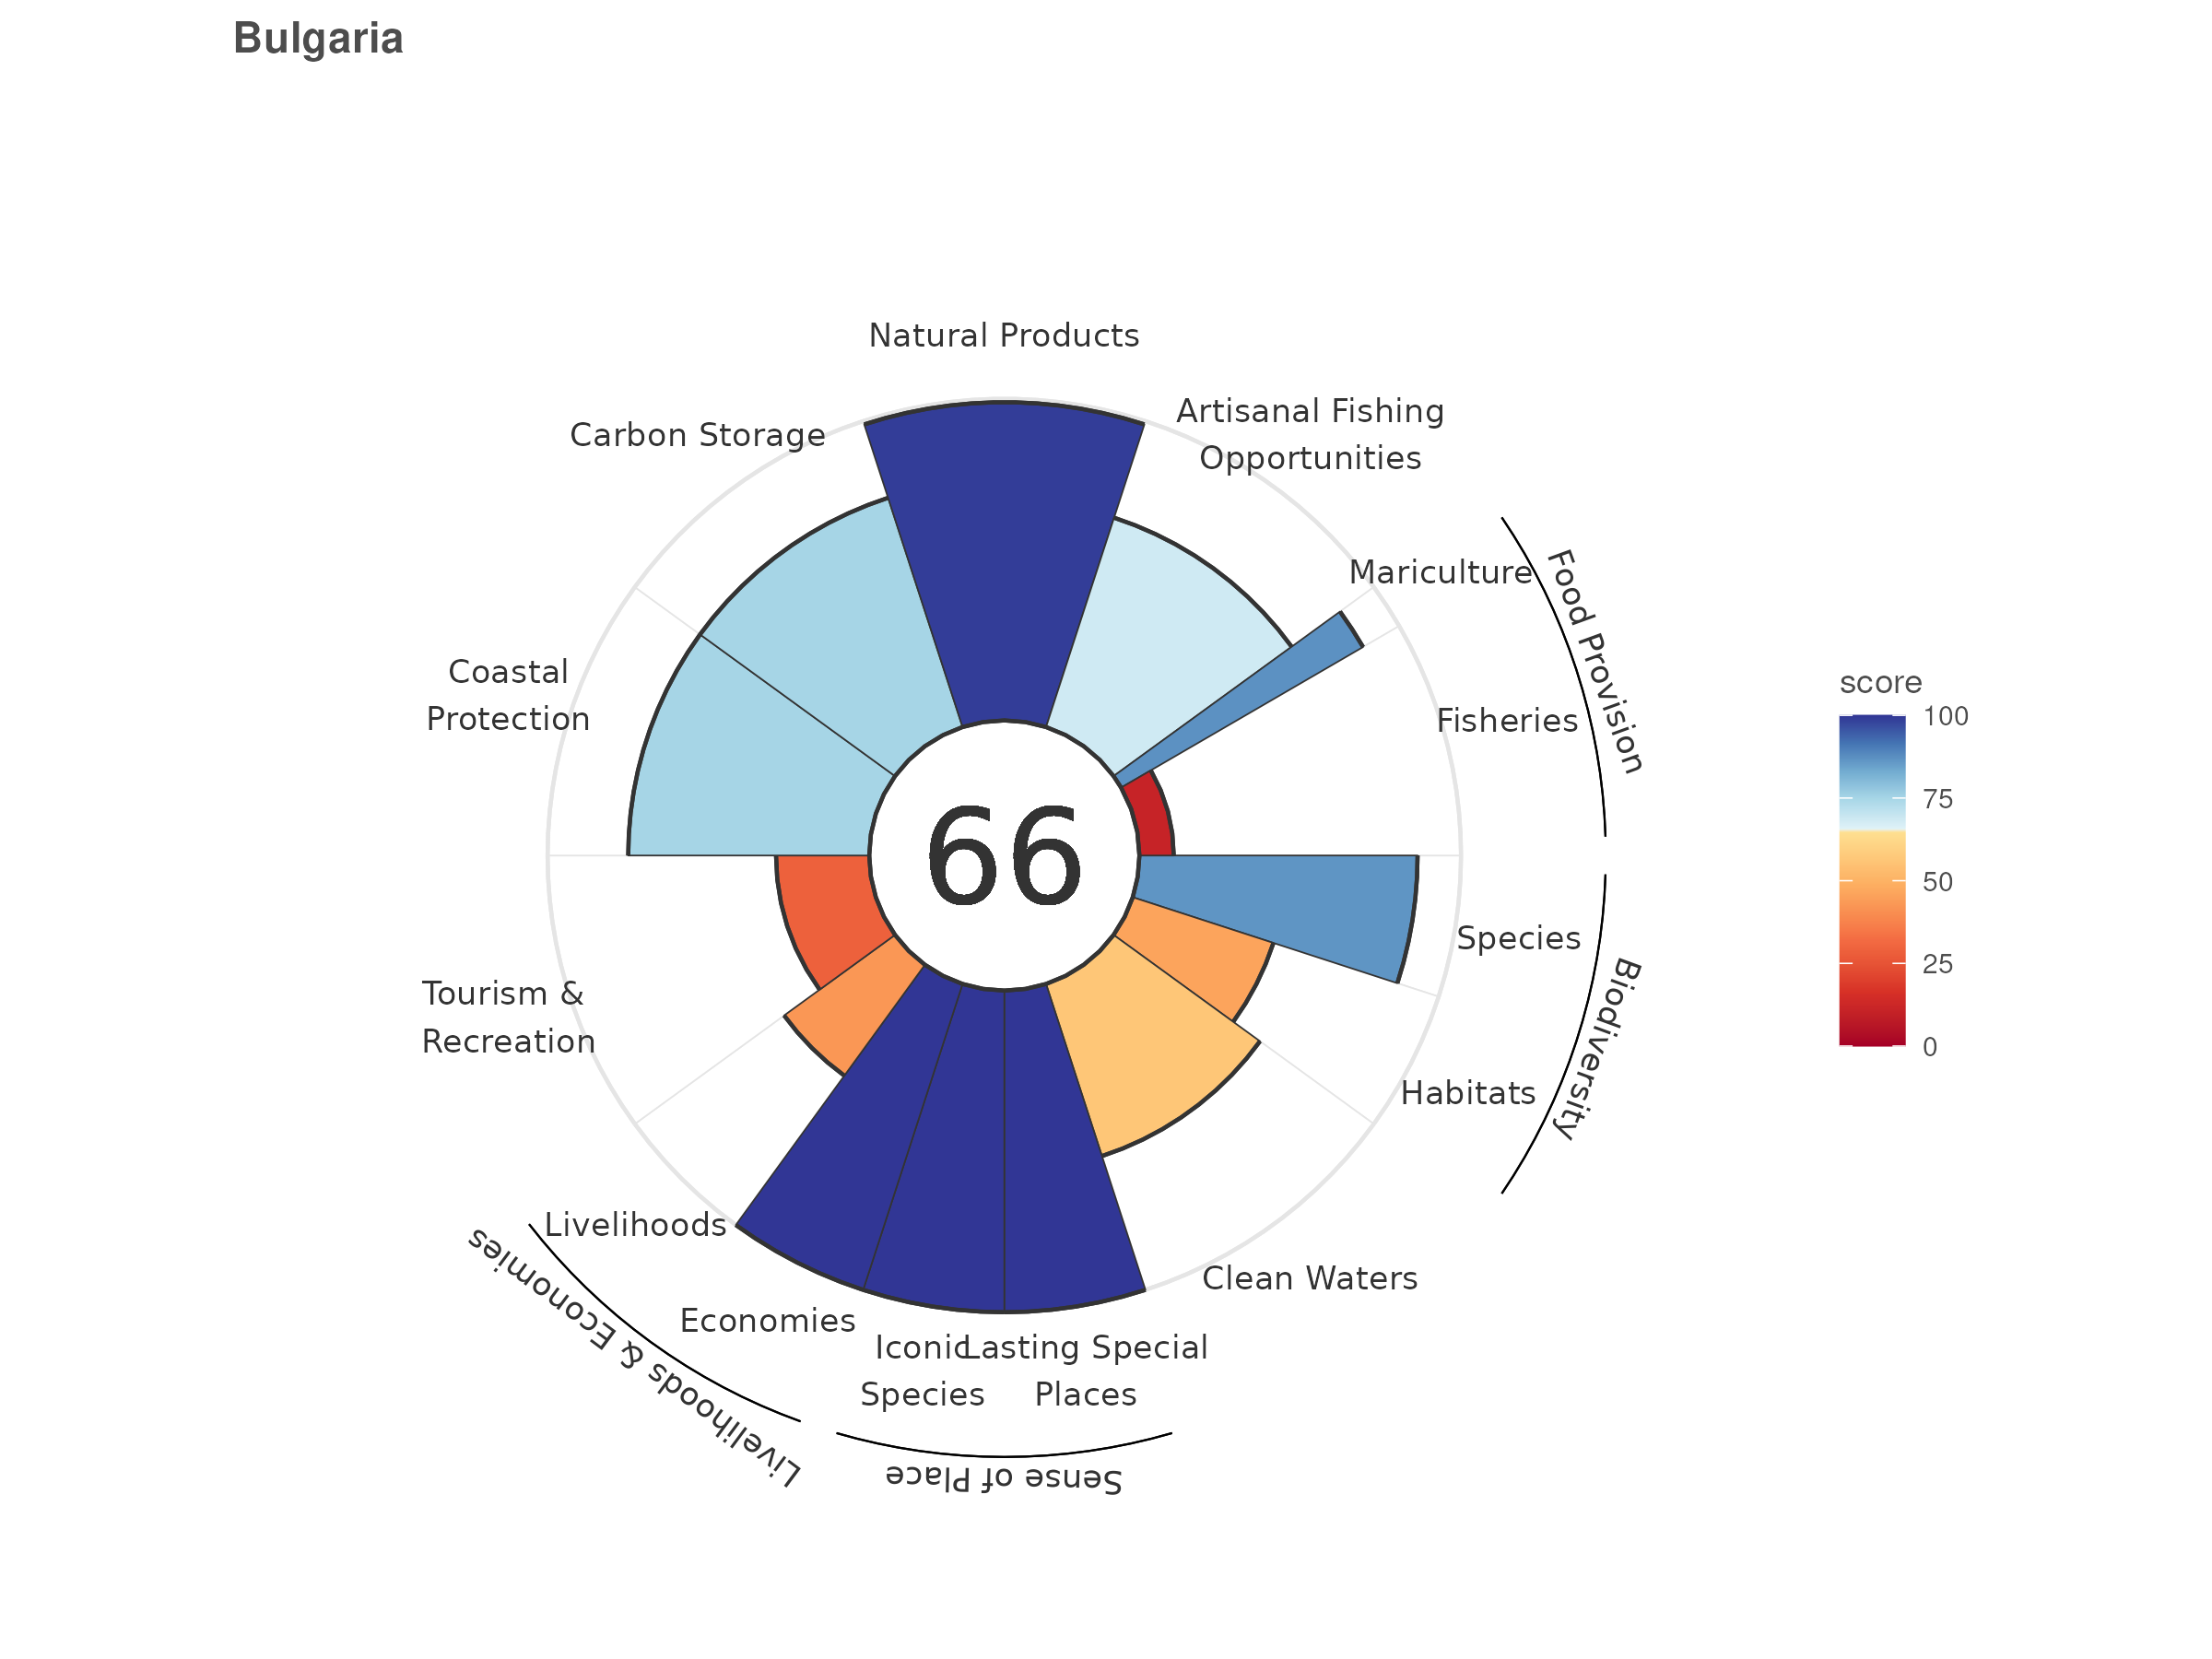 Bulgaria
Natural Products
Artisanal Fishing
Opportunities
Carbon Storage
Mariculture
Food Provision
Fisheries
Coastal
Protection
score
100
75
50
25
0
66
Species
Biodiversity
Habitats
Tourism &
Recreation
Clean Waters
Livelihoods
Livelihoods & Economies
Economies
Iconic
Species
Lasting Special
Places
Sense of Place